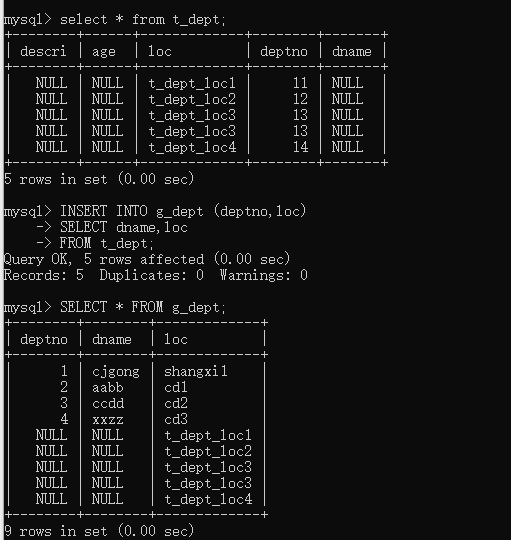 mysql> select * from t_dept;
+--------+------+-------------+--------+-------+
| descri | age | loc | deptno | dname |
+--------+------+-------------+--------+-------+
| NULL | NULL | t_dept_loc1 | 11 | NULL |
| NULL | NULL | t_dept_loc2 | 12 | NULL |
| NULL | NULL | t_dept_loc3 | 13 | NULL |
| NULL | NULL | t_dept_loc3 | 13 | NULL |
| NULL | NULL | t_dept_loc4 | 14 | NULL |
+--------+------+-------------+--------+-------+
5 rows in set (0.00 sec)
mysql> INSERT INTO g_dept (deptno,loc)
-> SELECT dname,loc
-> FROM t_dept;
Query OK, 5 rows affected (0.00 sec)
Records: 5 Duplicates: 0 Warnings: 0
mysql> SELECT * FROM g_dept;
+--------+--------+-------------+
| deptno | dname | loc |
+--------+--------+-------------+
| 1 | cjgong | shangxi1 |
| 2 | aabb | cd1 |
| 3 | ccdd | cd2 |
| 4 | xxzz | cd3 |
| NULL | NULL | t_dept_loc1 |
| NULL | NULL | t_dept_loc2 |
| NULL | NULL | t_dept_loc3 |
| NULL | NULL | t_dept_loc3 |
| NULL | NULL | t_dept_loc4 |
+--------+--------+-------------+
9 rows in set (0.00 sec)